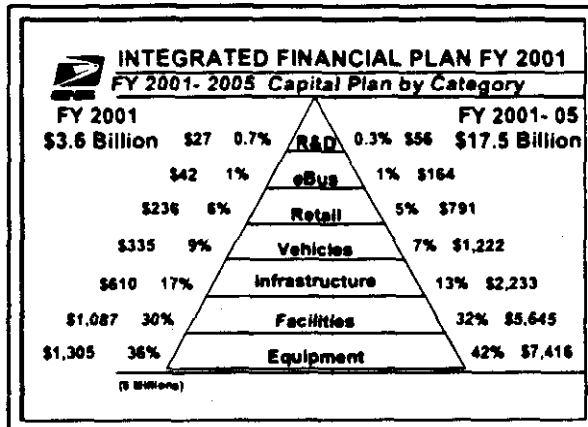 INTEGRATED FINANCIAL PLAN FY 2001
FY 2001- 2005 Capital Plan by Category
FY 2001 FY 2001- 05
$3.6 Billion $27 0.7% R&D 0.3% $56 $17.5 Billion
$42 1% eBus 1% $164
$236 6% Retail 5% $791
$335 9% Vehicles 7% $1,222
$610 17% Infrastructure 13% $2,233
$1,087 30% Facilities 32% $5,645
$1,305 36% Equipment 42% $7,416
($ Millions)